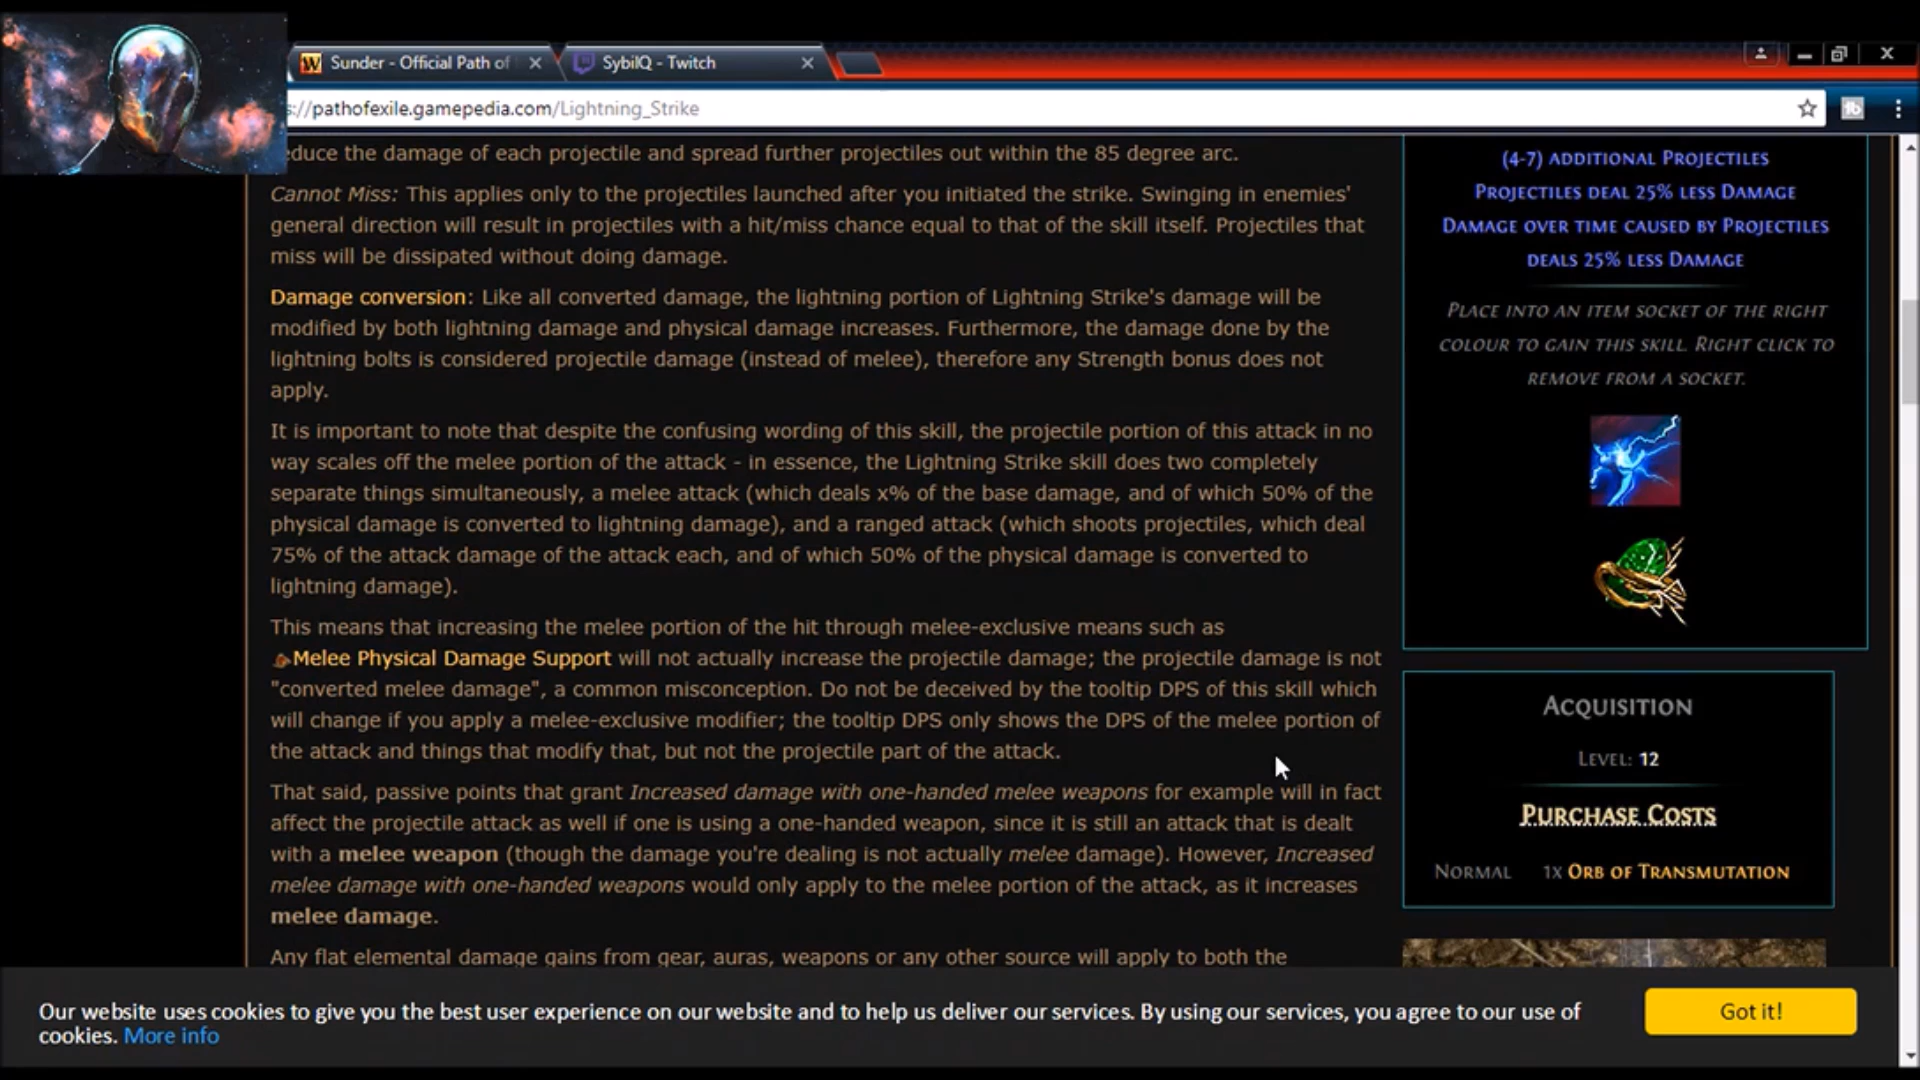 Sunder - Official Path of
SybilQ - Twitch
://pathofexile.gamepedia.com/Lightning_Strike
educe the damage of each projectile and spread further projectiles out within the 85 degree arc.
Cannot Miss: This applies only to the projectiles launched after you initiated the strike. Swinging in enemies'
general direction will result in projectiles with a hit/miss chance equal to that of the skill itself. Projectiles that
miss will be dissipated without doing damage.
Damage conversion: Like all converted damage, the lightning portion of Lightning Strike's damage will be
modified by both lightning damage and physical damage increases. Furthermore, the damage done by the
lightning bolts is considered projectile damage (instead of melee), therefore any Strength bonus does not
apply.
It is important to note that despite the confusing wording of this skill, the projectile portion of this attack in no
way scales off the melee portion of the attack - in essence, the Lightning Strike skill does two completely
separate things simultaneously, a melee attack (which deals x% of the base damage, and of which 50% of the
physical damage is converted to lightning damage), and a ranged attack (which shoots projectiles, which deal
75% of the attack damage of the attack each, and of which 50% of the physical damage is converted to
lightning damage).
This means that increasing the melee portion of the hit through melee-exclusive means such as
Melee Physical Damage Support will not actually increase the projectile damage; the projectile damage is not
"converted melee damage", a common misconception. Do not be deceived by the tooltip DPS of this skill which
will change if you apply a melee-exclusive modifier; the tooltip DPS only shows the DPS of the melee portion of
the attack and things that modify that, but not the projectile part of the attack.
That said, passive points that grant Increased damage with one-handed melee weapons for example will in fact
affect the projectile attack as well if one is using a one-handed weapon, since it is still an attack that is dealt
with a melee weapon (though the damage you're dealing is not actually melee damage). However, Increased
melee damage with one-handed weapons would only apply to the melee portion of the attack, as it increases
melee damage.
Any flat elemental damage gains from gear, auras, weapons or any other source will apply to both the
(4-7) additional Projectiles
Projectiles deal 25% less Damage
Damage over time caused by Projectiles
deals 25% less Damage
Place into an item socket of the right
colour to gain this skill. Right click to
remove from a socket.
Acquisition
Level: 12
Purchase Costs
Normal 1x Orb of Transmutation
Our website uses cookies to give you the best user experience on our website and to help us deliver our services. By using our services, you agree to our use of
cookies. More info
Got it!